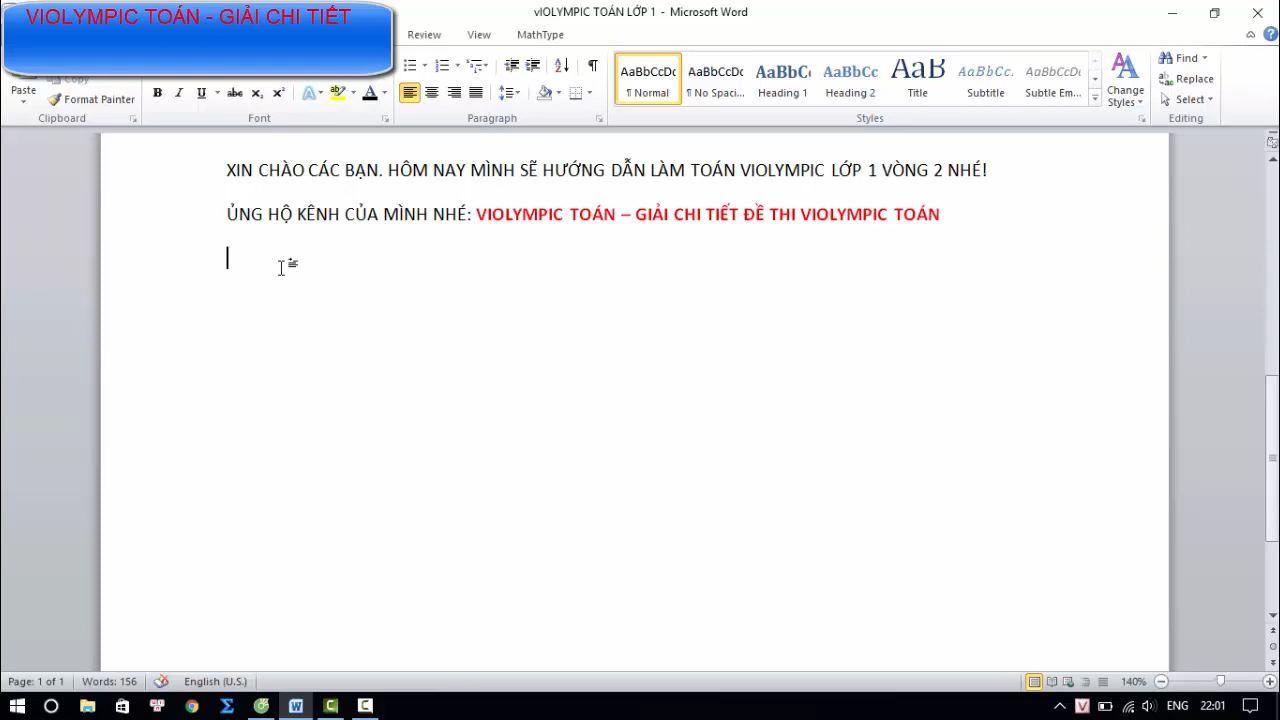 VIOLYMPIC TOÁN - GIẢI CHI TIẾT
vIOLYMPIC TOÁN LỚP 1 - Microsoft Word
Review View MathType
Copy
Paste
Format Painter
AaBbCcDc AaBbCcDc AaBbC AaBbCc AaB AaBbCc. AaBbCcDc
¶ Normal ¶ No Spaci... Heading 1 Heading 2 Title Subtitle Subtle Em...
Change Styles
Find
Replace
Select
Clipboard Font Paragraph Styles Editing
XIN CHÀO CÁC BẠN. HÔM NAY MÌNH SẼ HƯỚNG DẪN LÀM TOÁN VIOLYMPIC LỚP 1 VÒNG 2 NHÉ!
ỦNG HỘ KÊNH CỦA MÌNH NHÉ: VIOLYMPIC TOÁN – GIẢI CHI TIẾT ĐỀ THI VIOLYMPIC TOÁN
Page: 1 of 1 Words: 156 English (U.S.) 140%
ENG 22:01